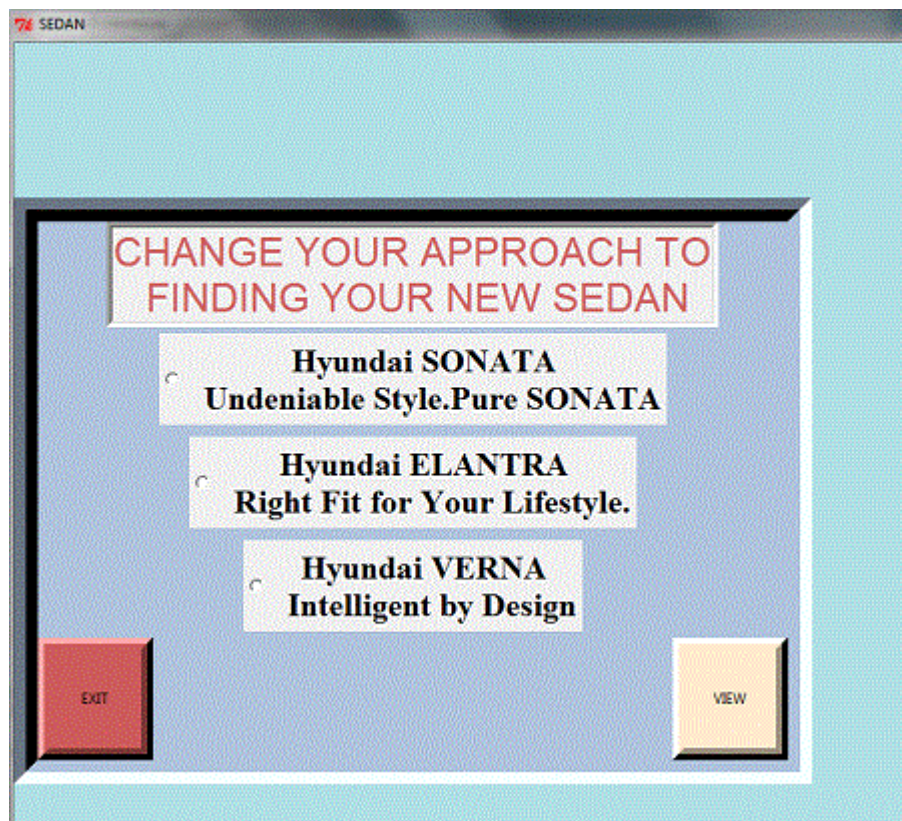 SEDAN
CHANGE YOUR APPROACH TO
FINDING YOUR NEW SEDAN
Hyundai SONATA
Undeniable Style.Pure SONATA
Hyundai ELANTRA
Right Fit for Your Lifestyle.
Hyundai VERNA
Intelligent by Design
EXIT
VIEW